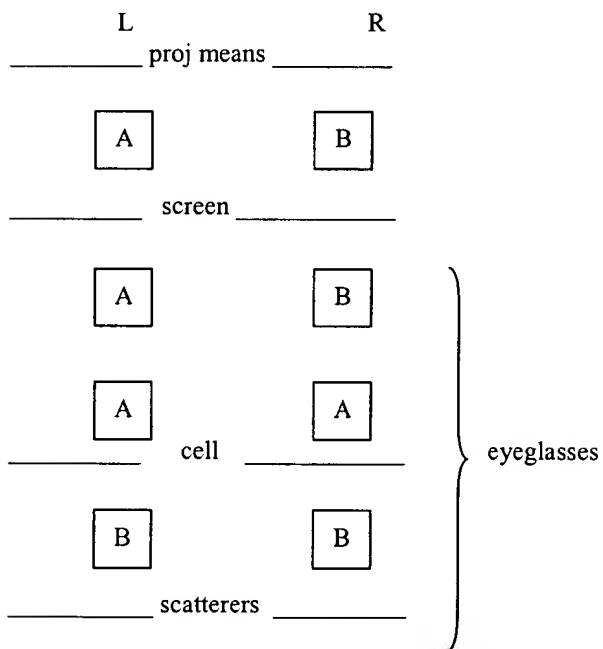 L R
proj means
A B
screen
A B
A A
cell
eyeglasses
B B
scatterers